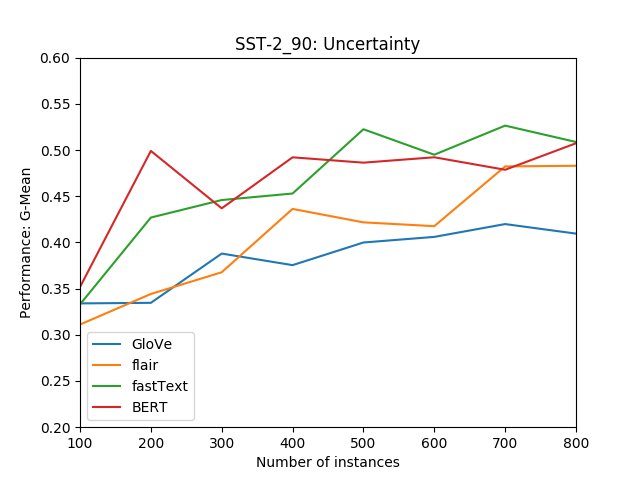 SST-2_90: Uncertainty
Performance: G-Mean
0.60
0.55
0.50
0.45
0.40
0.35
0.30
0.25
0.20
GloVe
flair
fastText
BERT
100 200 300 400 500 600 700 800
Number of instances